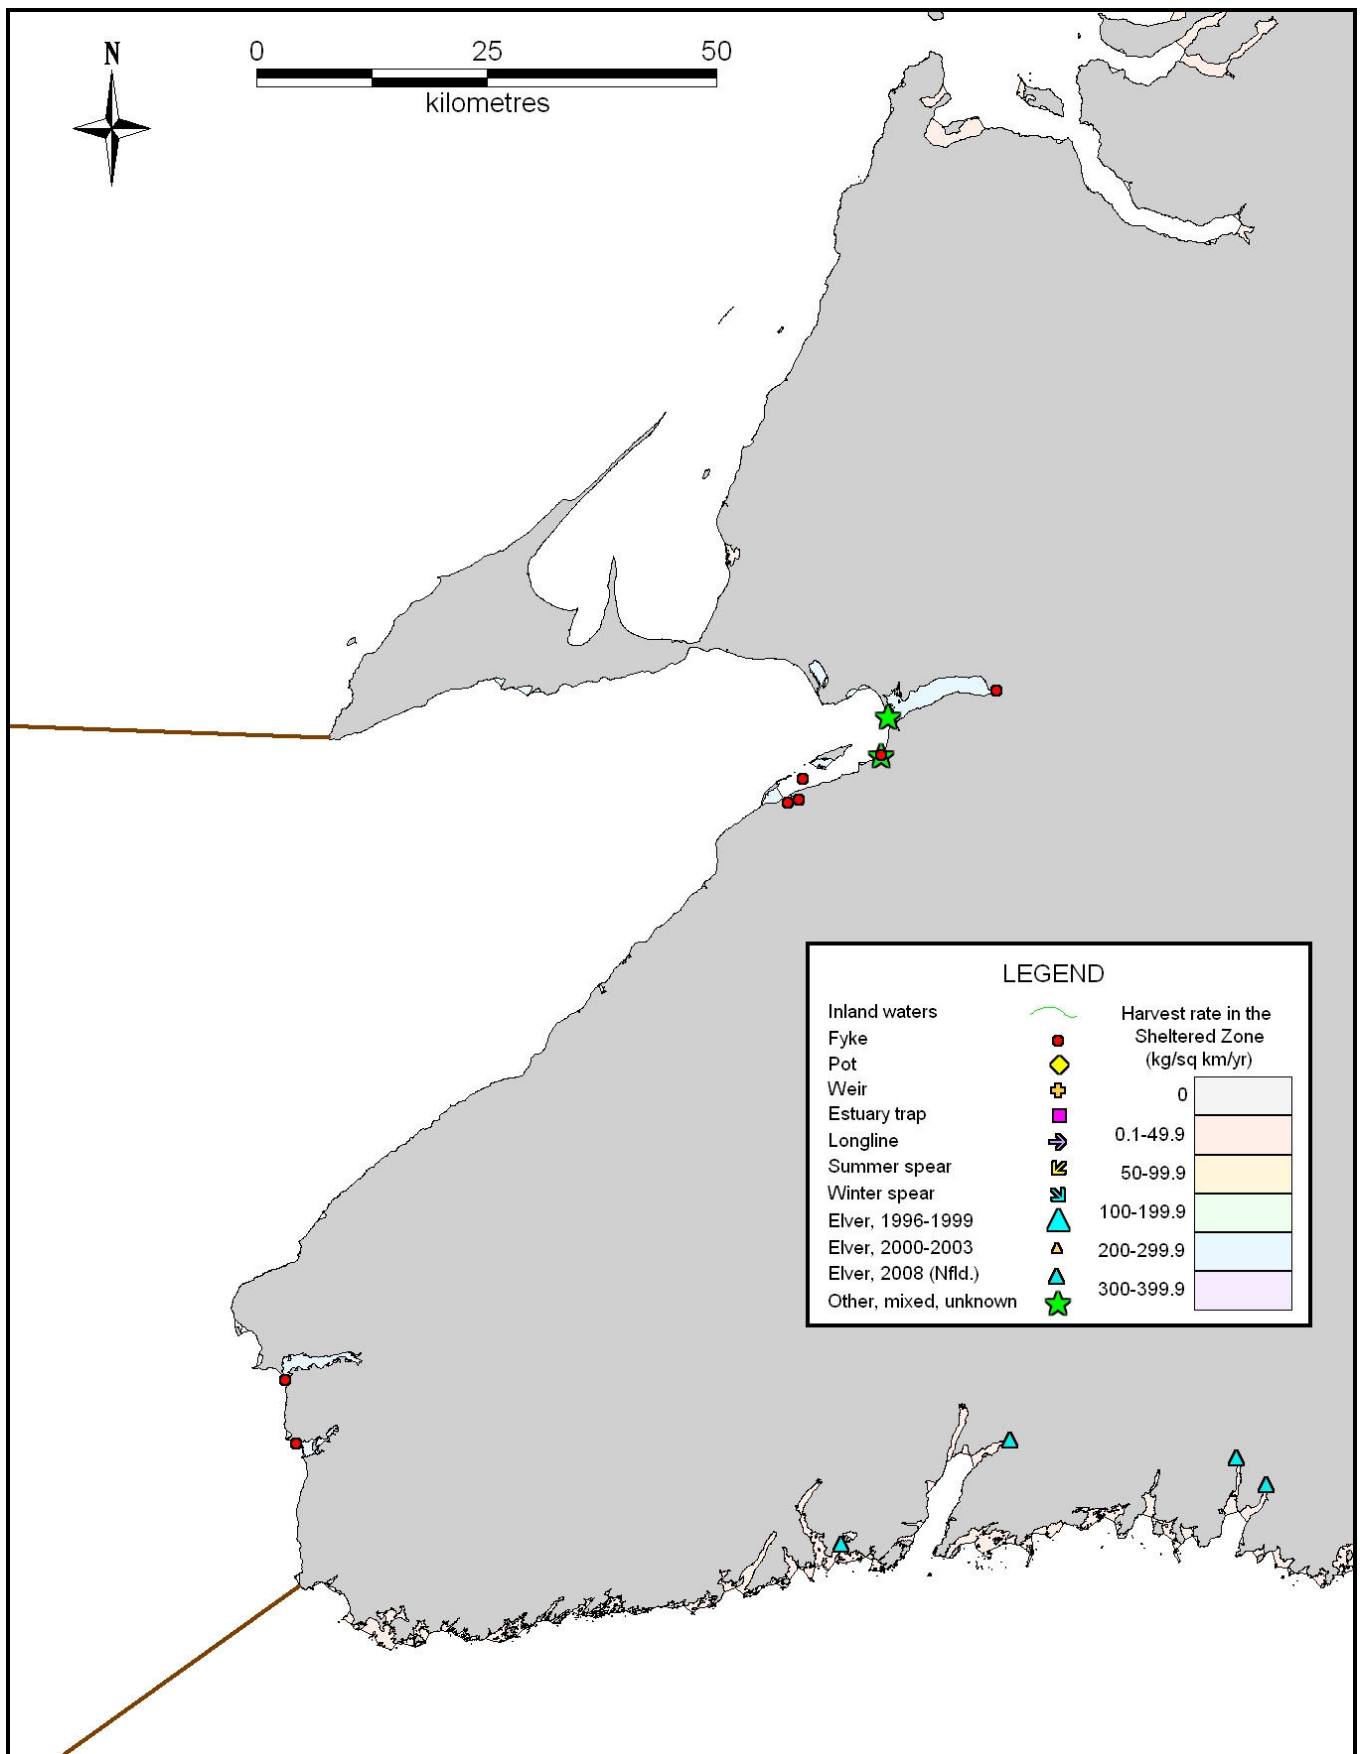 N
0 25 50
kilometres
LEGEND
Inland waters
Fyke
Pot
Weir
Estuary trap
Longline
Summer spear
Winter spear
Elver, 1996-1999
Elver, 2000-2003
Elver, 2008 (Nfld.)
Other, mixed, unknown
Harvest rate in the
Sheltered Zone
(kg/sq km/yr)
0
0.1-49.9
50-99.9
100-199.9
200-299.9
300-399.9